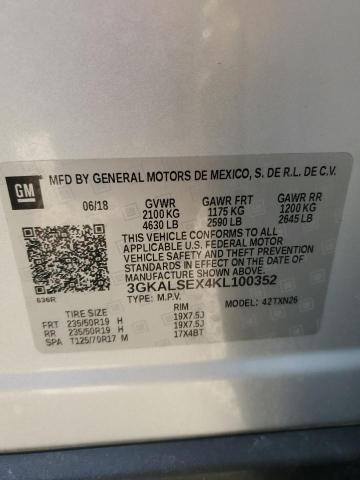 GM
MFD BY GENERAL MOTORS DE MEXICO, S. DE R.L. DE C.V.
06/18 GVWR GAWR FRT GAWR RR
2100 KG 1175 KG 1200 KG
4630 LB 2590 LB 2645 LB
THIS VEHICLE CONFORMS TO ALL
APPLICABLE U.S. FEDERAL MOTOR
VEHICLE SAFETY, BUMPER, AND
THEFT PREVENTION STANDARDS IN
EFFECT ON THE DATE OF
MANUFACTURE SHOWN ABOVE.
3GKALSEX4KL100352
636R TYPE: M.P.V. MODEL: 42TXN26
TIRE SIZE RIM
FRT 235/50R19 H 19X7.5J
RR 235/50R19 H 19X7.5J
SPA T125/70R17 M 17X4BT